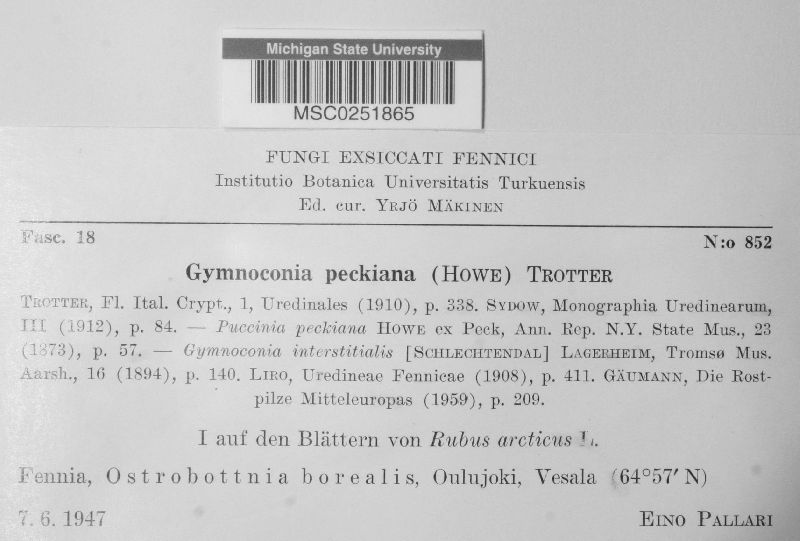 Michigan State University
MSC0251865
FUNGI EXSICCATI FENNICI
Institutio Botanica Universitatis Turkuensis
Ed. cur. YRJÖ MÄKINEN
Fasc. 18 N:o 852
Gymnoconia peckiana (HOWE) TROTTER
TROTTER, Fl. Ital. Crypt., 1, Uredinales (1910), p. 338. SYDOW, Monographia Uredinearum,
III (1912), p. 84. — Puccinia peckiana HOWE ex Peck, Ann. Rep. N.Y. State Mus., 23
(1873), p. 57. — Gymnoconia interstitialis [SCHLECHTENDAL] LAGERHEIM, Tromsø Mus.
Aarsh., 16 (1894), p. 140. LIRO, Uredineae Fennicae (1908), p. 411. GÄUMANN, Die Rost-
pilze Mitteleuropas (1959), p. 209.
I auf den Blättern von Rubus arcticus L.
Fennia, Ostrobottnia borealis, Oulujoki, Vesala (64°57′ N)
7. 6. 1947 EINO PALLARI